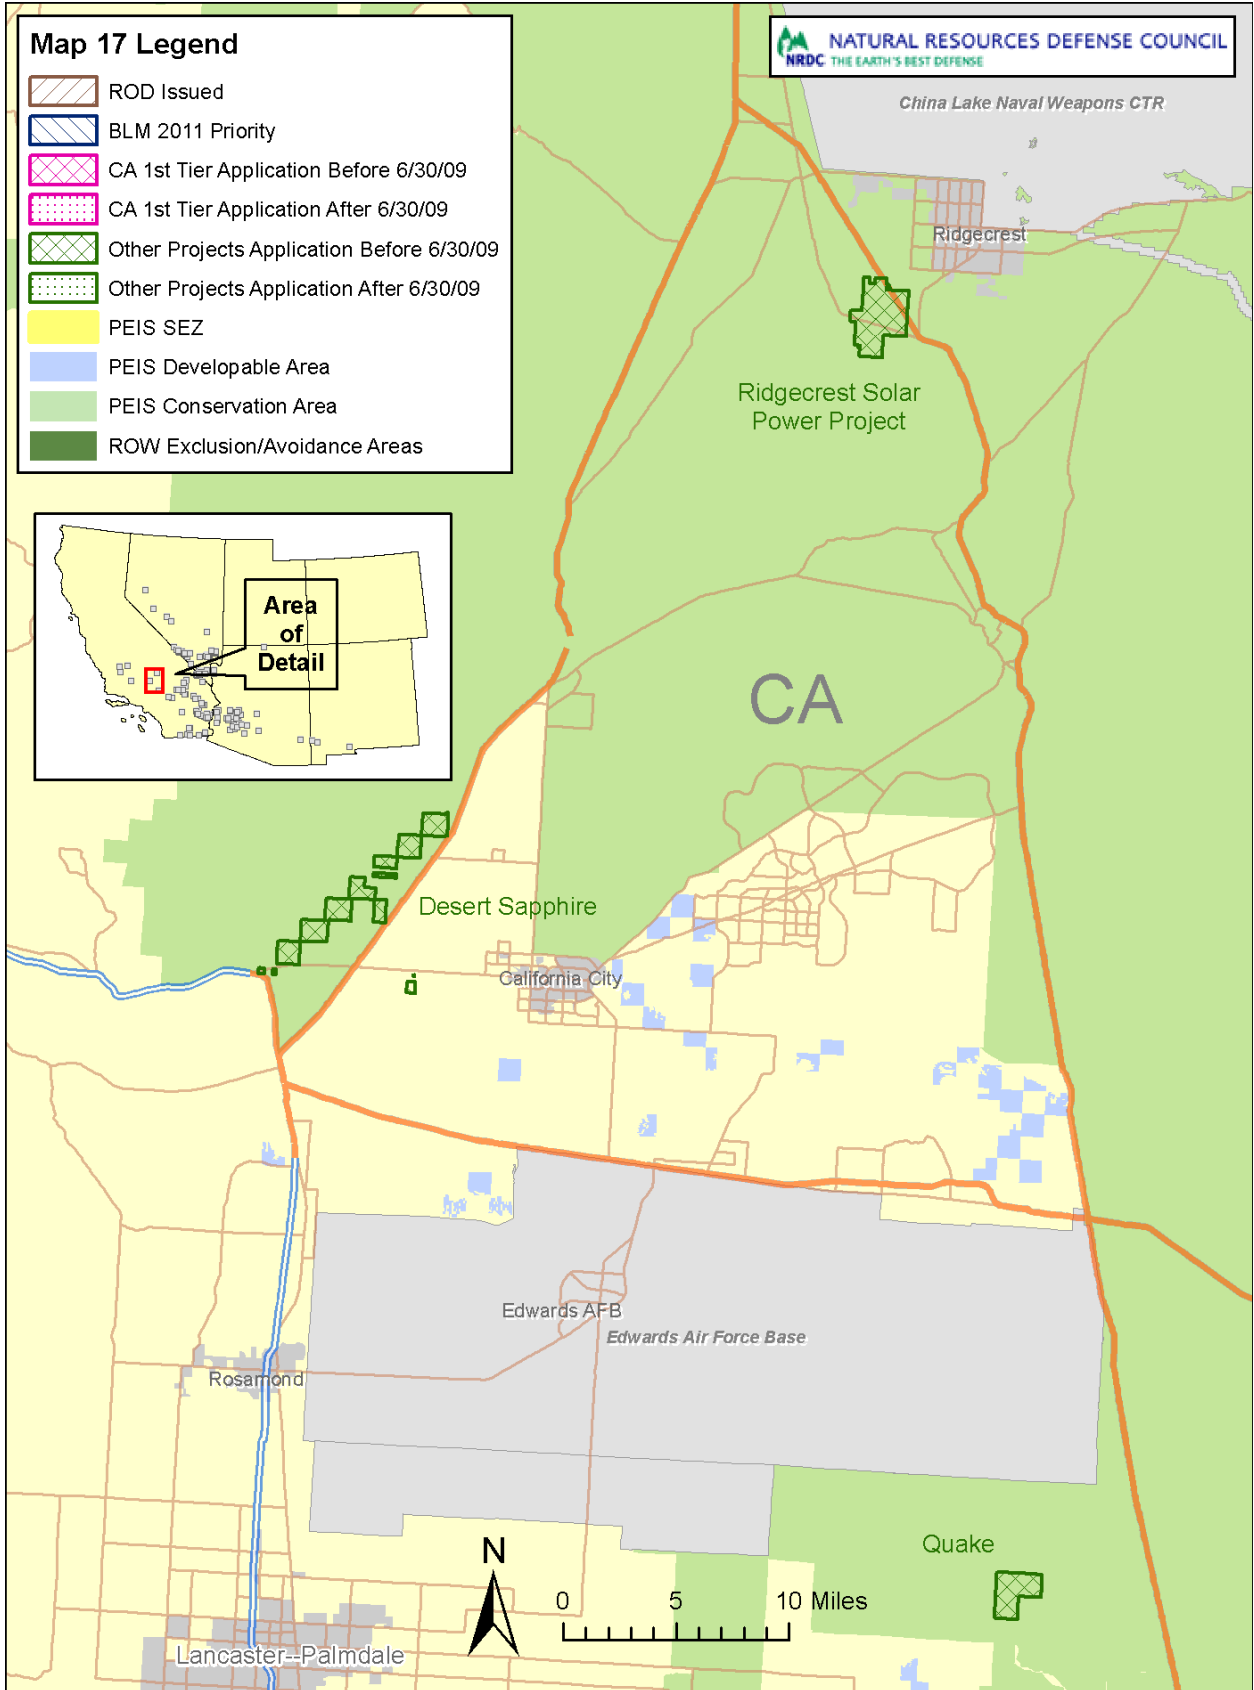 Map 17 Legend
ROD Issued
BLM 2011 Priority
CA 1st Tier Application Before 6/30/09
CA 1st Tier Application After 6/30/09
Other Projects Application Before 6/30/09
Other Projects Application After 6/30/09
PEIS SEZ
PEIS Developable Area
PEIS Conservation Area
ROW Exclusion/Avoidance Areas
NRDC
NATURAL RESOURCES DEFENSE COUNCIL
THE EARTH'S BEST DEFENSE
China Lake Naval Weapons CTR
Ridgecrest
Ridgecrest Solar
Power Project
Area
of
Detail
CA
Desert Sapphire
California City
Edwards AFB
Edwards Air Force Base
Rosamond
Quake
N
0 5 10 Miles
Lancaster--Palmdale